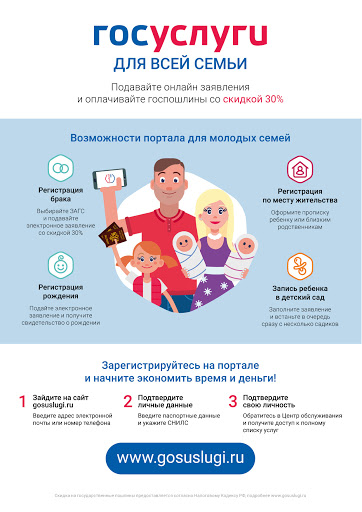 госуслуги
ДЛЯ ВСЕЙ СЕМЬИ
Подавайте онлайн заявления
и оплачивайте госпошлины со скидкой 30%
Возможности портала для молодых семей
Регистрация
брака
Выбирайте ЗАГС
и подавайте
электронное заявление
со скидкой 30%
Регистрация
по месту жительства
Оформите прописку
ребенку или близким
родственникам
Регистрация
рождения
Подайте электронное
заявление и получите
свидетельство о рождении
Запись ребенка
в детский сад
Заполните заявление
и встаньте в очередь
сразу с несколько садиков
Зарегистрируйтесь на портале
и начните экономить время и деньги!
1 Зайдите на сайт
gosuslugi.ru
Введите адрес электронной
почты или номер телефона
2 Подтвердите
личные данные
Введите паспортные данные
и укажите СНИЛС
3 Подтвердите
свою личность
Обратитесь в Центр обслуживания
и получите доступ к полному
списку услуг
www.gosuslugi.ru